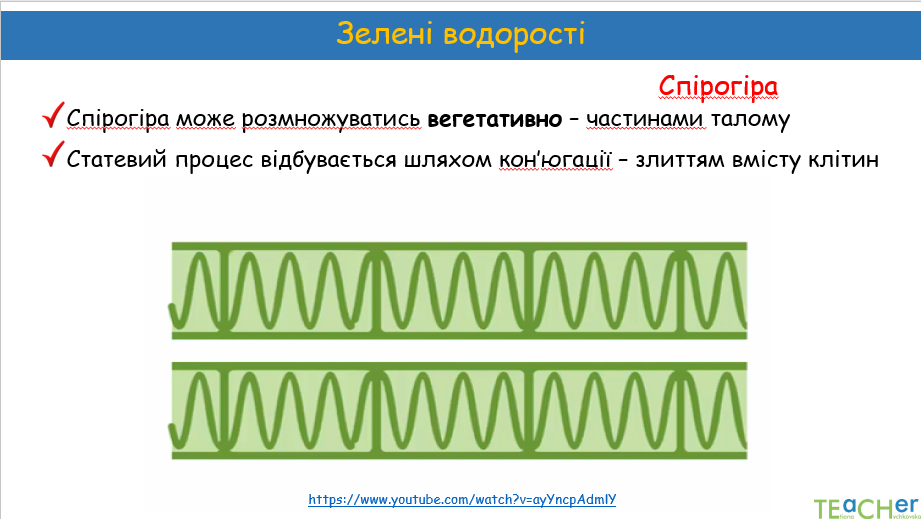 Зелені водорості
Спірогіра
Спірогіра може розмножуватись вегетативно – частинами талому
Статевий процес відбувається шляхом кон’югації – злиттям вмісту клітин
https://www.youtube.com/watch?v=ayYncpAdmlY
TEaCHer